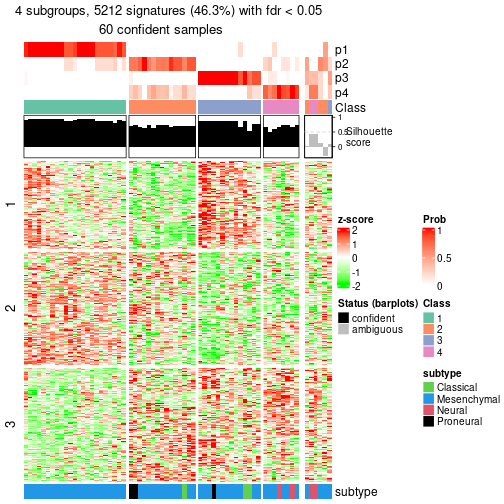 4 subgroups, 5212 signatures (46.3%) with fdr < 0.05
60 confident samples
p1
p2
p3
p4
Class
1
0.5
0
Silhouette
score
1
2
3
subtype
z-score
2
1
0
-1
-2
Prob
1
0.5
0
Status (barplots)
confident
ambiguous
Class
1
2
3
4
subtype
Classical
Mesenchymal
Neural
Proneural